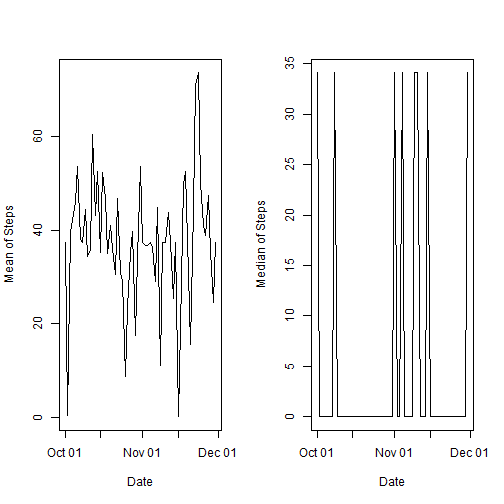 Mean of Steps
0
20
40
60
Oct 01
Nov 01
Dec 01
Date
Median of Steps
0
5
10
15
20
25
30
35
Oct 01
Nov 01
Dec 01
Date